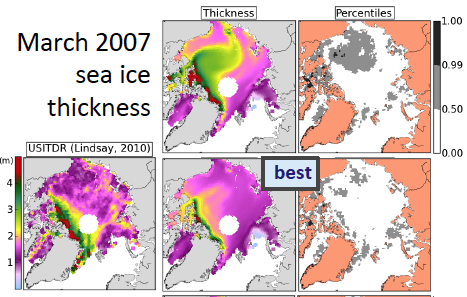 Thickness
Percentiles
March 2007
sea ice
thickness
1.00
0.99
0.50
0.00
USITDR (Lindsay, 2010)
(m)
4
3
2
1
best